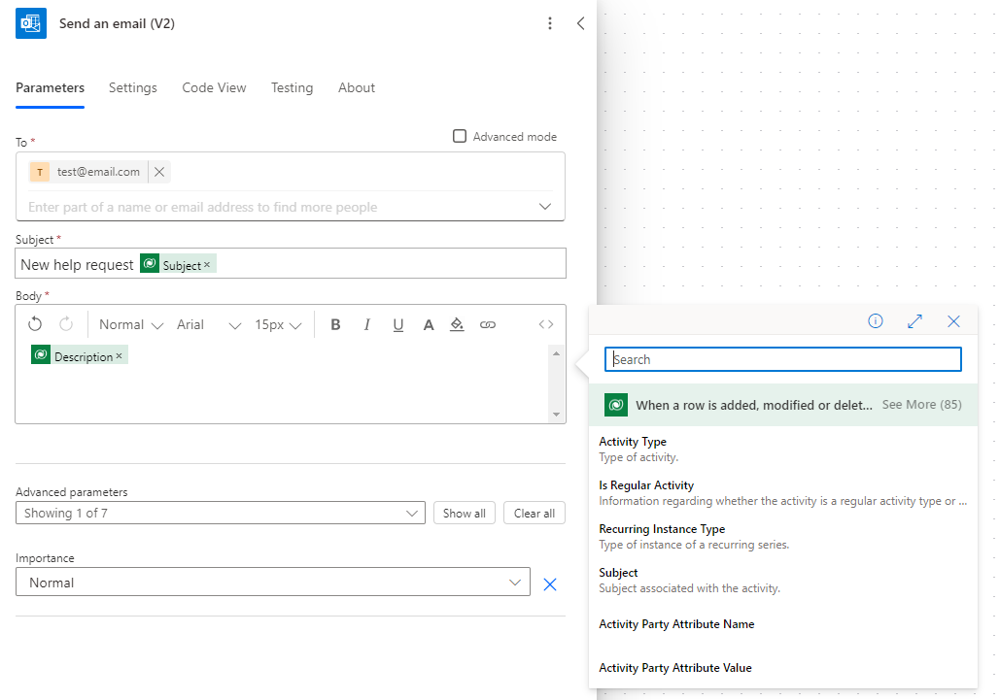 Send an email (V2)
Parameters Settings Code View Testing About
To *
Advanced mode
T test@email.com
Enter part of a name or email address to find more people
Subject *
New help request Subject ×
Body *
Normal Arial 15px B I U A
Description ×
Advanced parameters
Showing 1 of 7 Show all Clear all
Importance
Normal
Search
When a row is added, modified or delet... See More (85)
Activity Type
Type of activity.
Is Regular Activity
Information regarding whether the activity is a regular activity type or ...
Recurring Instance Type
Type of instance of a recurring series.
Subject
Subject associated with the activity.
Activity Party Attribute Name
Activity Party Attribute Value